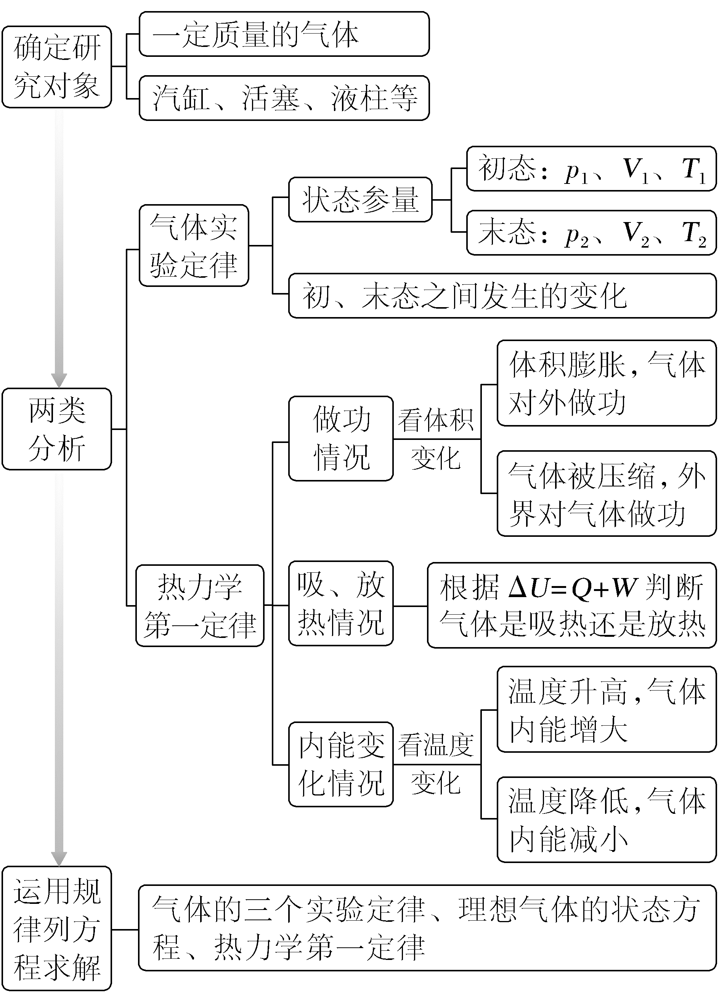 确定研
究对象
一定质量的气体
汽缸、活塞、液柱等
两类
分析
气体实
验定律
状态参量
初态：p₁、V₁、T₁
末态：p₂、V₂、T₂
初、末态之间发生的变化
热力学
第一定律
做功
情况
看体积
变化
体积膨胀，气体
对外做功
气体被压缩，外
界对气体做功
吸、放
热情况
根据ΔU=Q+W判断
气体是吸热还是放热
内能变
化情况
看温度
变化
温度升高，气体
内能增大
温度降低，气体
内能减小
运用规
律列方
程求解
气体的三个实验定律、理想气体的状态方
程、热力学第一定律